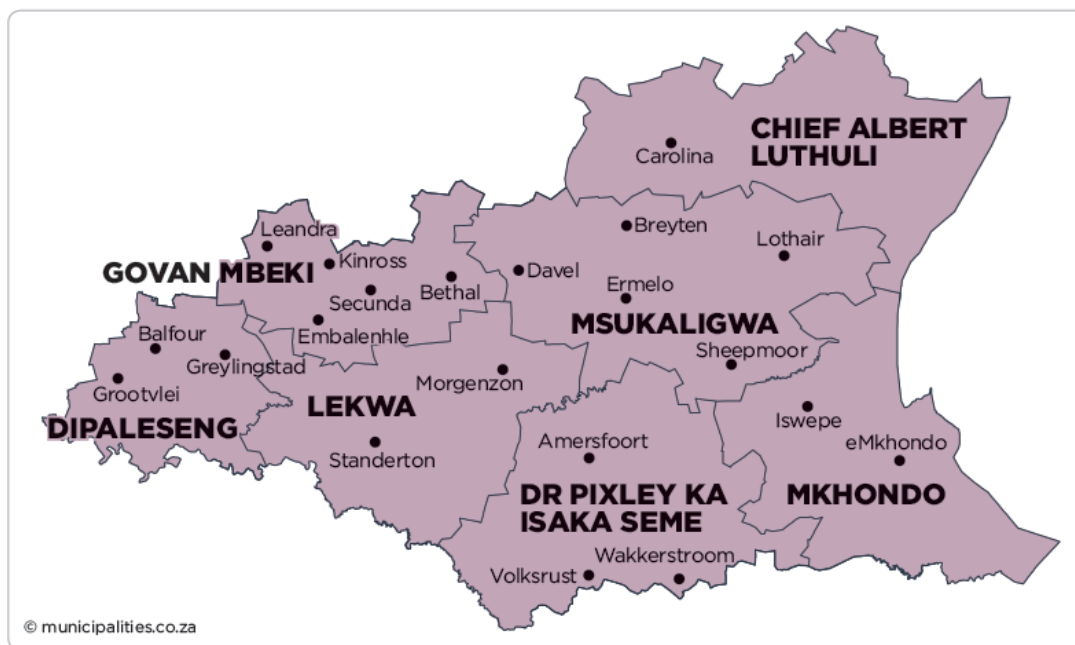 CHIEF ALBERT
LUTHULI
Carolina
Breyten
Leandra
Lothair
Kinross
GOVAN MBEKI
Davel
Ermelo
Bethal
Secunda
MSUKALIGWA
Embalenhle
Balfour
Sheepmoor
Greylingstad
Morgenzon
Grootvlei
LEKWA
Iswepe
DIPALESENG
Amersfoort
eMkhondo
Standerton
DR PIXLEY KA
ISAKA SEME
MKHONDO
Wakkerstroom
Volksrust
© municipalities.co.za